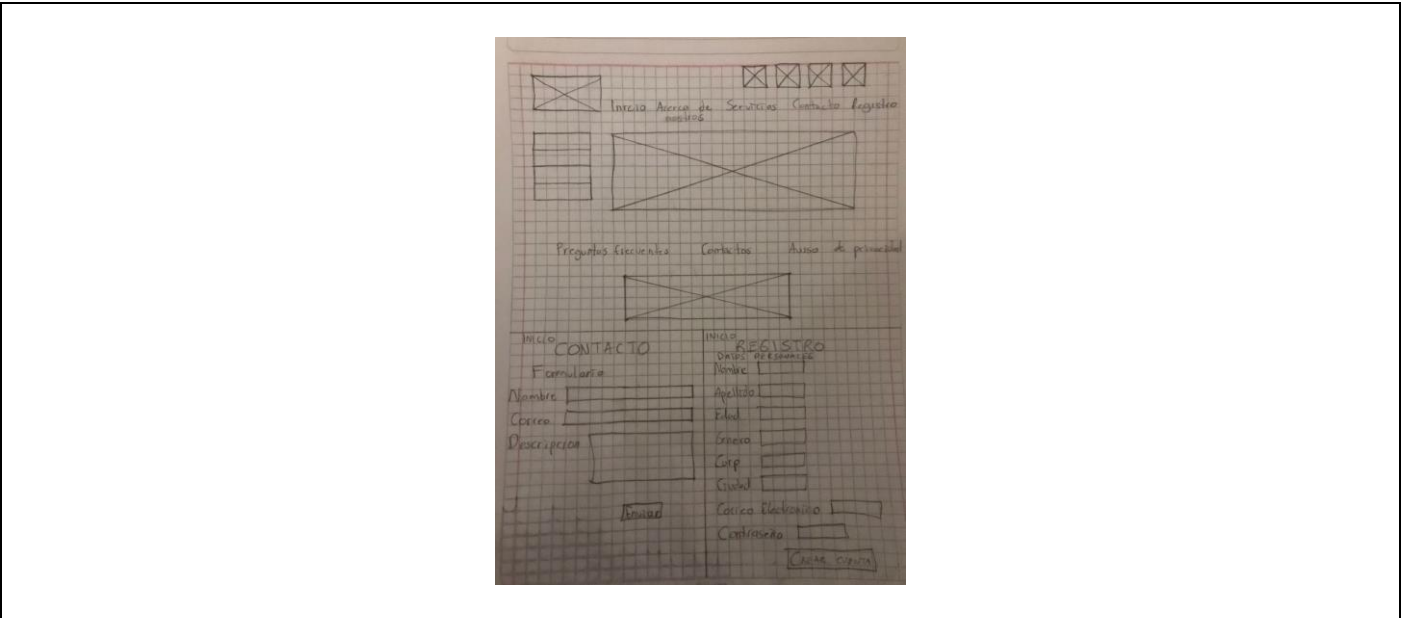 Inicio Acerca de Servicios Contacto Registro
nosotros
Preguntas frecuentes Contactos Aviso de privacidad
INICIO
CONTACTO
Formulario
Nombre
Correo
Descripcion
Enviar
INICIO
REGISTRO
DATOS PERSONALES
Nombre
Apellido
Edad
Genero
Curp
Ciudad
Correo Electronico
Contraseña
Crear cuenta